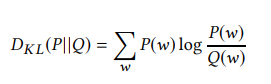 D_{KL}(P||Q) = \sum_{w} P(w) \log \frac{P(w)}{Q(w)}